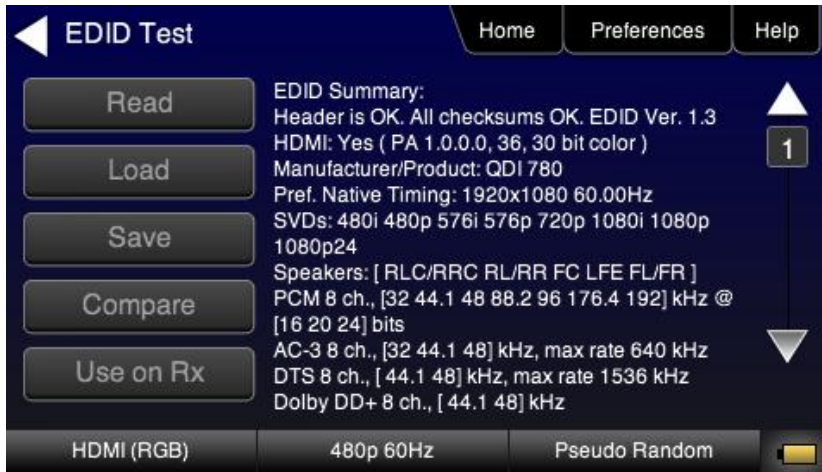 EDID Test
Home
Preferences
Help
Read
Load
Save
Compare
Use on Rx
EDID Summary:
Header is OK. All checksums OK. EDID Ver. 1.3
HDMI: Yes ( PA 1.0.0.0, 36, 30 bit color )
Manufacturer/Product: QDI 780
Pref. Native Timing: 1920x1080 60.00Hz
SVDs: 480i 480p 576i 576p 720p 1080i 1080p
1080p24
Speakers: [ RLC/RRC RL/RR FC LFE FL/FR ]
PCM 8 ch., [32 44.1 48 88.2 96 176.4 192] kHz @
[16 20 24] bits
AC-3 8 ch., [32 44.1 48] kHz, max rate 640 kHz
DTS 8 ch., [ 44.1 48] kHz, max rate 1536 kHz
Dolby DD+ 8 ch., [ 44.1 48] kHz
1
HDMI (RGB)
480p 60Hz
Pseudo Random